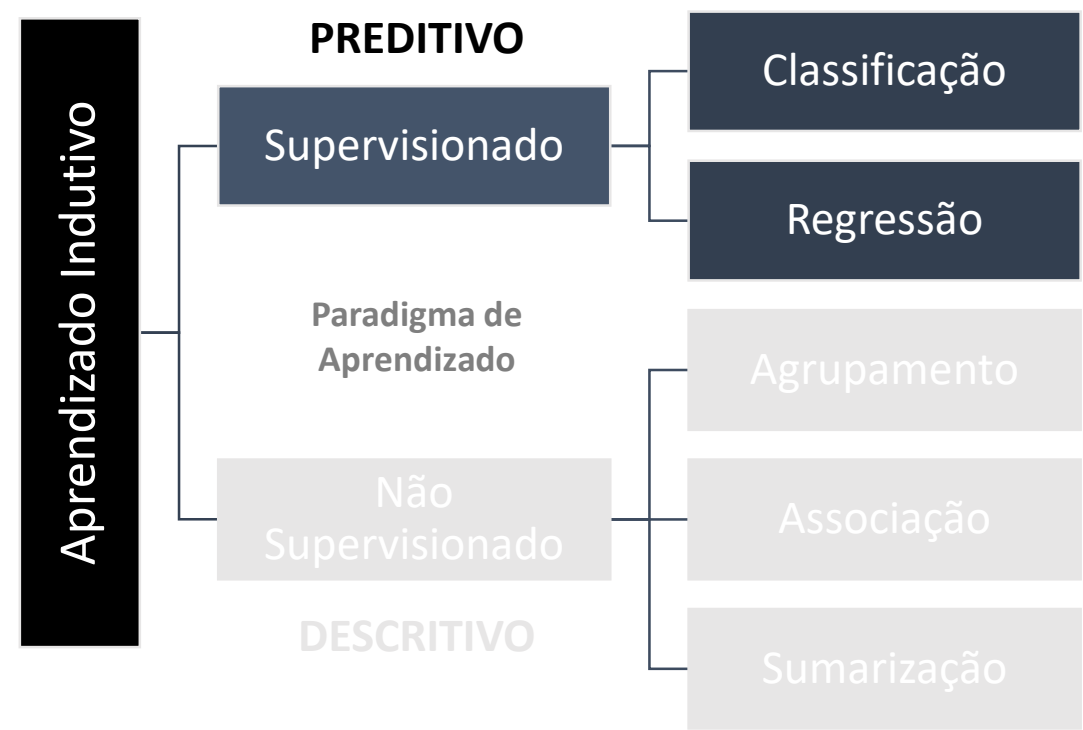 Aprendizado Indutivo
PREDITIVO
Supervisionado
Classificação
Regressão
Paradigma de
Aprendizado
Não
Supervisionado
DESCRITIVO
Agrupamento
Associação
Sumarização